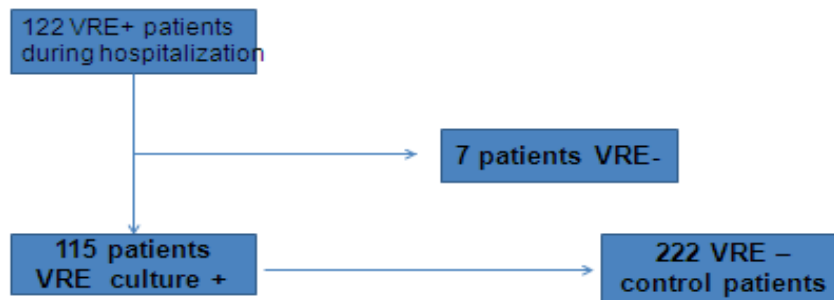 122 VRE+ patients
during hospitalization
7 patients VRE-
115 patients
VRE culture +
222 VRE –
control patients